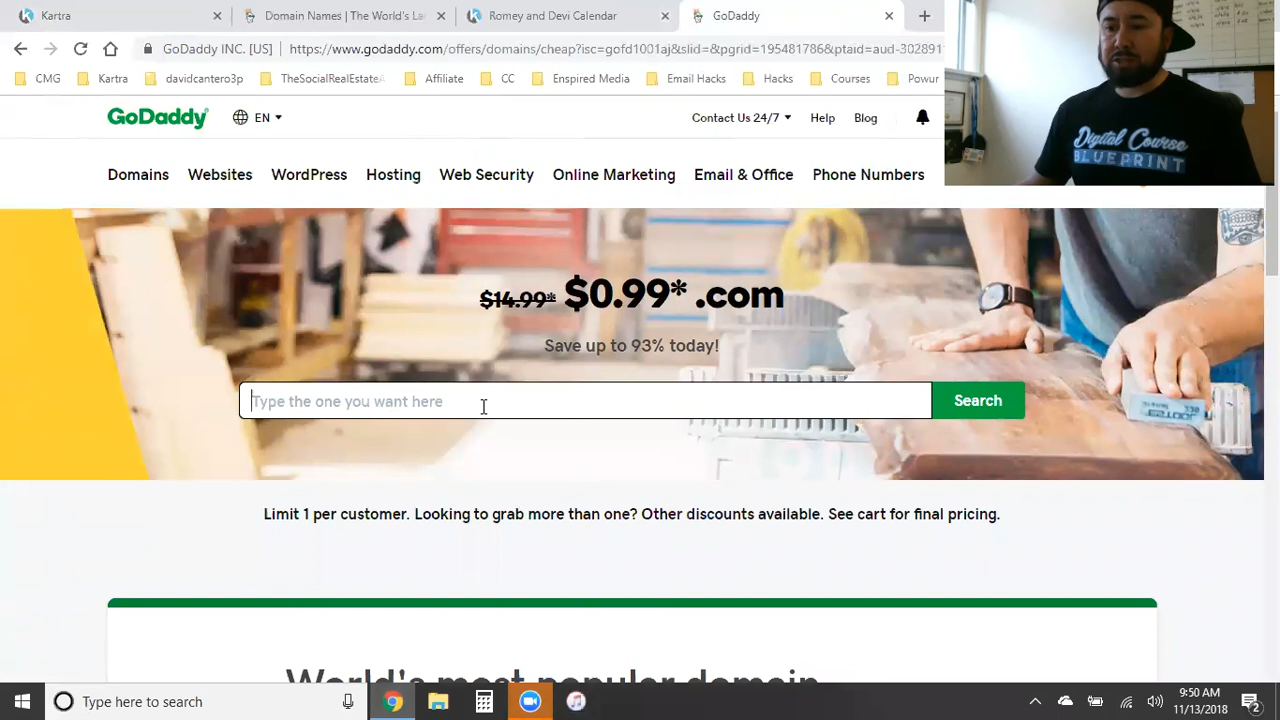 Kartra
Domain Names | The World's La
Romey and Dev Calendar
GoDaddy
GoDaddy INC. [US] https://www.godaddy.com/offers/domains/cheap?isc=gofd1001aj&slid=&pgrid=195481786&ptaid=aud-302891
CMG
Kartra
davidcantero3p
TheSocialRealEstateA
Affiliate
CC
Enspired Media
Email Hacks
Hacks
Courses
Powur
GoDaddy
EN
Contact Us 24/7
Help
Blog
Digital Course
BLUEPRINT
Domains
Websites
WordPress
Hosting
Web Security
Online Marketing
Email & Office
Phone Numbers
$14.99* $0.99* .com
Save up to 93% today!
Type the one you want here
Search
330
Limit 1 per customer. Looking to grab more than one? Other discounts available. See cart for final pricing.
World's most popular domain
Type here to search
9:50 AM
11/13/2018
2